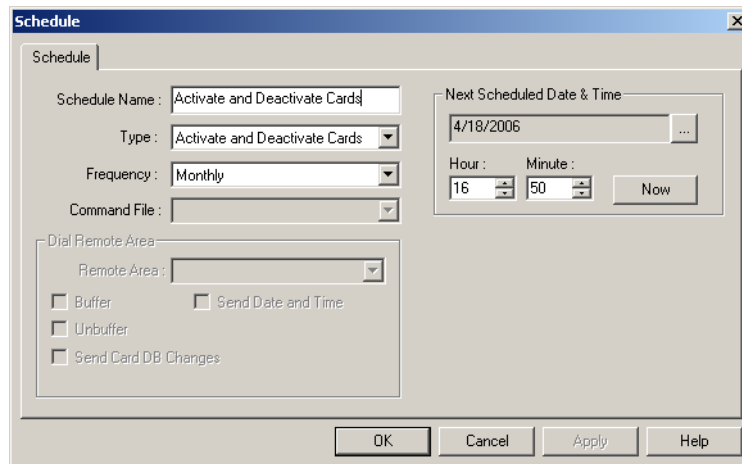 Schedule
Schedule
Schedule Name : Activate and Deactivate Cards
Type : Activate and Deactivate Cards
Frequency : Monthly
Command File :
Dial Remote Area
Remote Area :
Buffer
Send Date and Time
Unbuffer
Send Card DB Changes
Next Scheduled Date & Time
4/18/2006
...
Hour : Minute :
16 50 Now
OK Cancel Apply Help